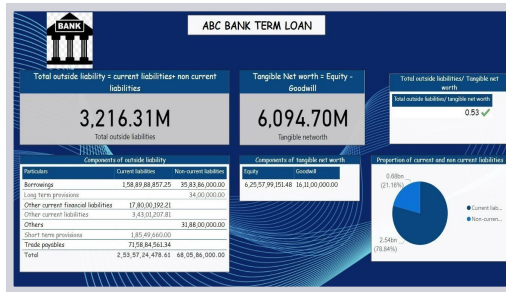 BANK
ABC BANK TERM LOAN
Total outside liability = current liabilities+ non current
liabilities
3,216.31M
Total outside liabilities
Tangible Net worth = Equity -
Goodwill
6,094.70M
Tangible networth
Total outside liabilities/ Tangible net
worth
Total outside liabilities/ tangible net worth
0.53 ✓
Components of outside liability
Particulars Current liabilities Non-current liabilities
Borrowings 1,58,89,88,857.25 35,83,86,000.00
Long term provisions 34,00,000.00
Other current financial liabilities 17,80,00,192.21
Other current liabilities 3,43,01,207.81
Others 31,88,00,000.00
Short term provisions 1,85,49,660.00
Trade payables 71,58,84,561.34
Total 2,53,57,24,478.61 68,05,86,000.00
Components of tangible net worth
Equity Goodwill
6,25,57,99,151.48 16,11,00,000.00
Proportion of current and non current liabilities
0.68bn
(21.16%)
2.54bn
(78.84%)
Current liab...
Non-curren...